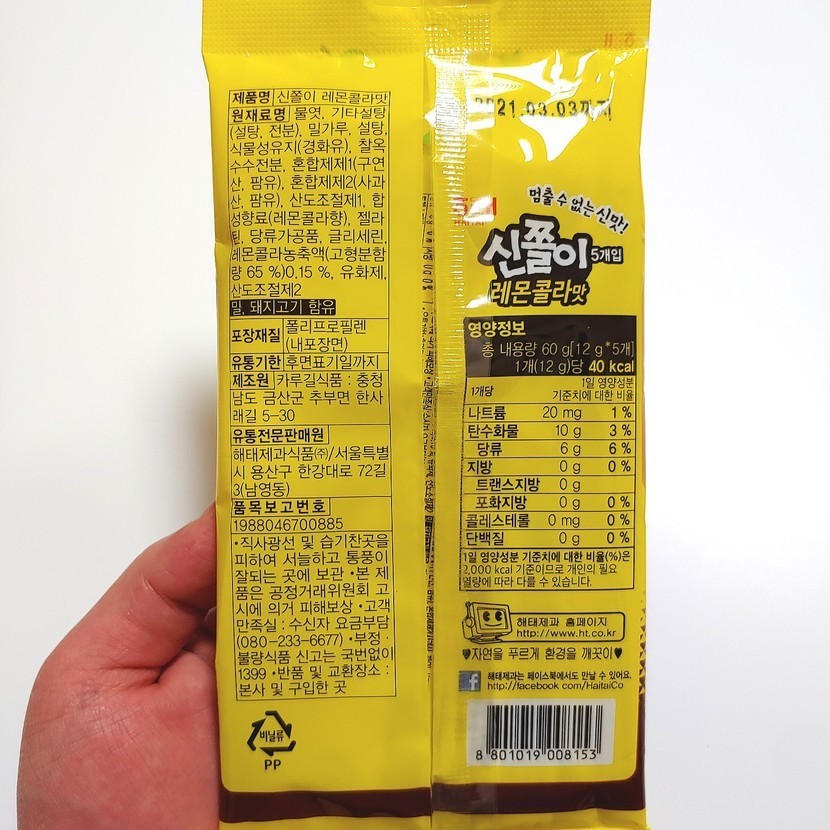 제품명 신쫄이 레몬콜라맛
원재료명 물엿, 기타설탕
(설탕, 전분), 밀가루, 설탕,
식물성유지(경화유), 찰옥
수수전분, 혼합제제1(구연
산, 팜유), 혼합제제2(사과
산, 팜유), 산도조절제1, 합
성향료(레몬콜라향), 젤라
틴, 당류가공품, 글리세린,
레몬콜라농축액(고형분함
량 65 %)0.15 %, 유화제,
산도조절제2
밀, 돼지고기 함유
포장재질 폴리프로필렌
(내포장면)
유통기한 후면표기일까지
제조원 카루길식품 : 충청
남도 금산군 추부면 한사
래길 5-30
유통전문판매원
해태제과식품㈜/서울특별
시 용산구 한강대로 72길
3(남영동)
품목보고번호
1988046700885
•직사광선 및 습기찬곳을
피하여 서늘하고 통풍이
잘되는 곳에 보관 •본 제
품은 공정거래위원회 고
시에 의거 피해보상 •고객
만족실 : 수신자 요금부담
(080-233-6677) •부정·
불량식품 신고는 국번없이
1399 •반품 및 교환장소 :
본사 및 구입한 곳
비닐류
PP
2021.03.03까지
멈출 수 없는 신맛!
신쫄이 5개입
레몬콜라맛
영양정보
총 내용량 60 g[12 g*5개]
1개(12 g)당 40 kcal
1개당 1일 영양성분
기준치에 대한 비율
나트륨 20 mg 1 %
탄수화물 10 g 3 %
당류 6 g 6 %
지방 0 g 0 %
트랜스지방 0 g
포화지방 0 g 0 %
콜레스테롤 0 mg 0 %
단백질 0 g 0 %
1일 영양성분 기준치에 대한 비율(%)은
2,000 kcal 기준이므로 개인의 필요
열량에 따라 다를 수 있습니다.
해태제과 홈페이지
http://www.ht.co.kr
♥자연을 푸르게 환경을 깨끗이♥
해태제과는 페이스북에서도 만날 수 있어요.
http://facebook.com/HaitaiCo
8 801019 008153